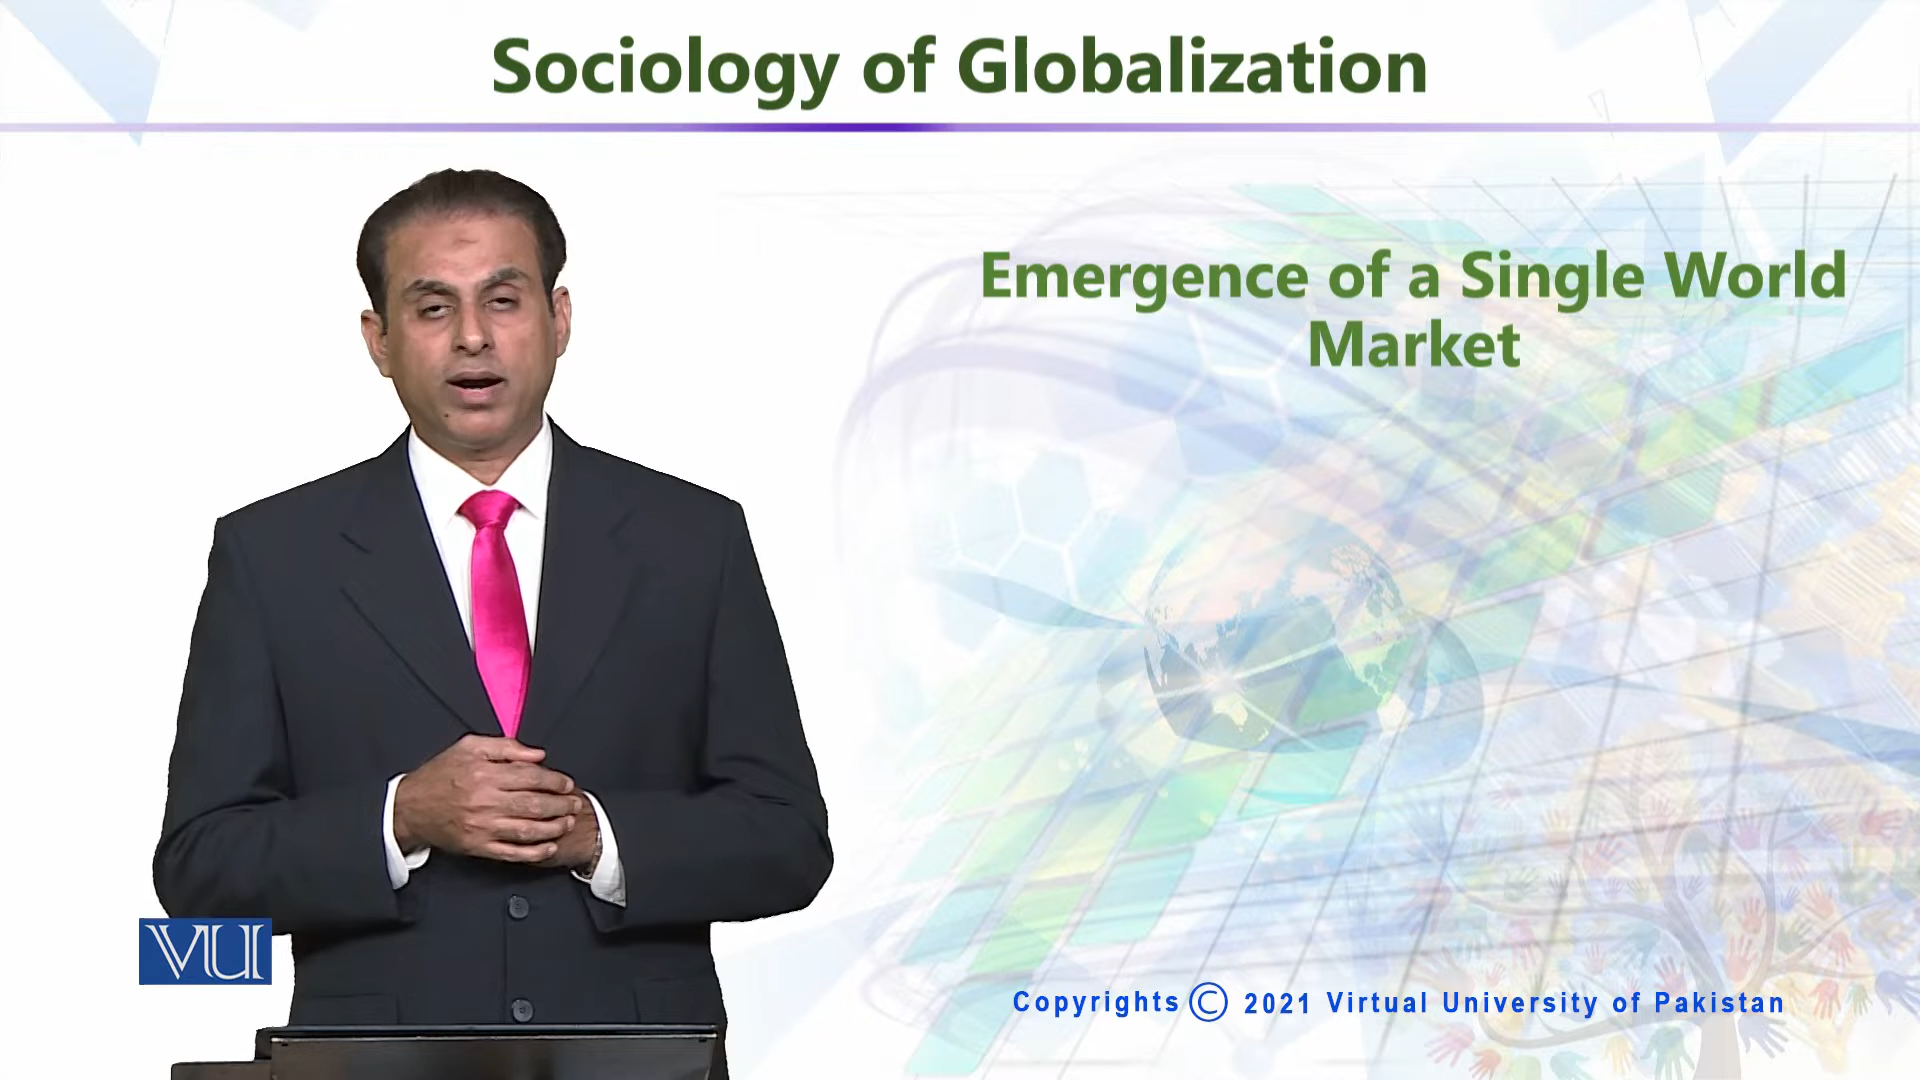 Sociology of Globalization
Emergence of a Single World
Market
VU
Copyrights © 2021 Virtual University of Pakistan